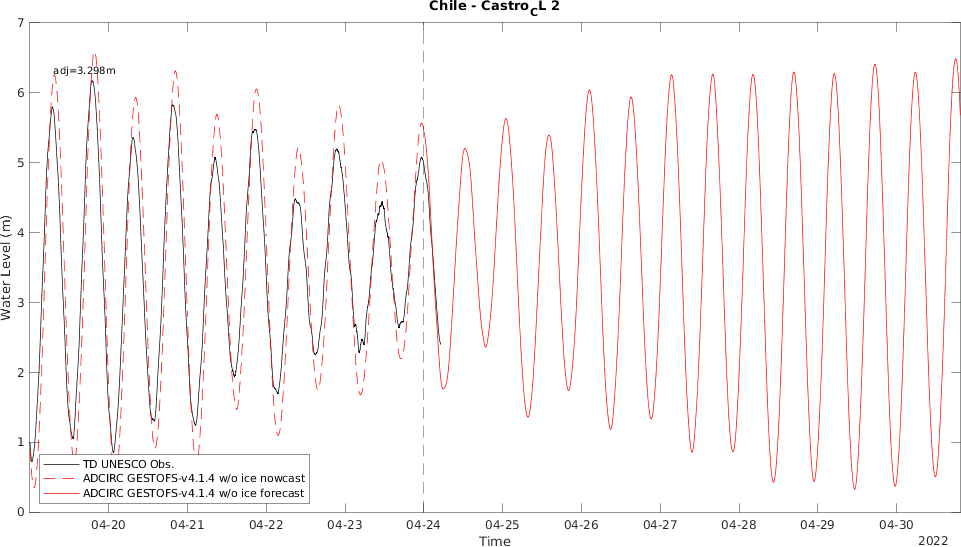 Chile - Castro_CL 2
adj=3.298m
Water Level (m)
7
6
5
4
3
2
1
0
TD UNESCO Obs.
ADCIRC GESTOFS-v4.1.4 w/o ice nowcast
ADCIRC GESTOFS-v4.1.4 w/o ice forecast
04-20 04-21 04-22 04-23 04-24 04-25 04-26 04-27 04-28 04-29 04-30
Time
2022